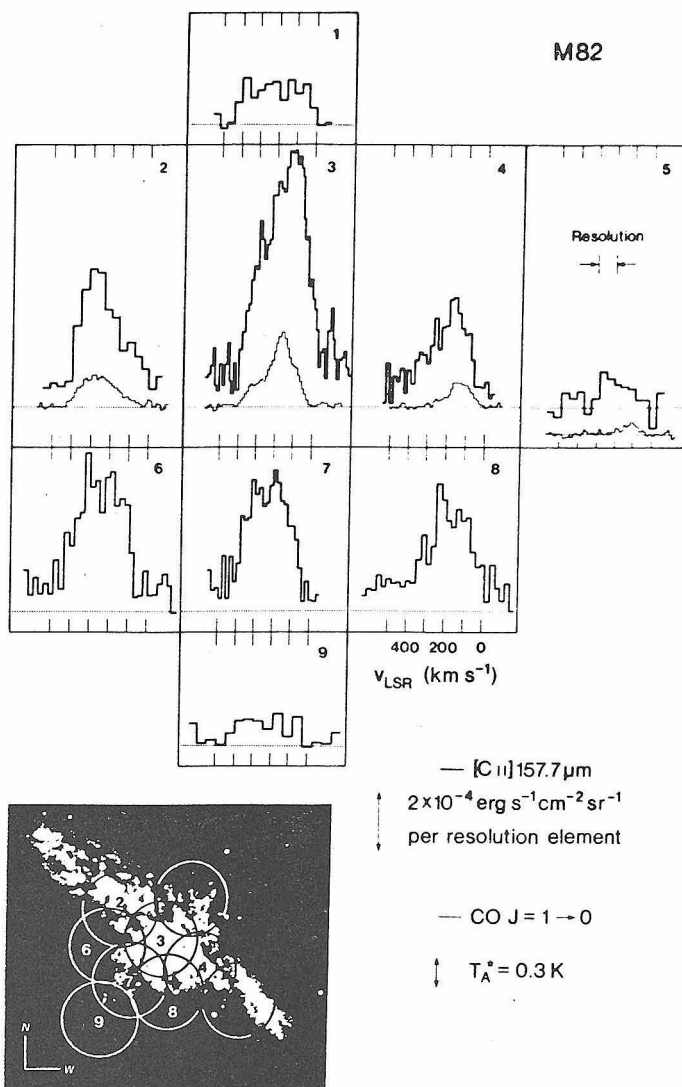 1
M82
2
3
4
5
Resolution
6
7
8
400 200 0
v_LSR (km s⁻¹)
9
— [C II] 157.7 μm
2 × 10⁻⁴ erg s⁻¹ cm⁻² sr⁻¹
per resolution element
— CO J = 1 → 0
T_A* = 0.3 K
2
3
6
4
7
8
9
N
W